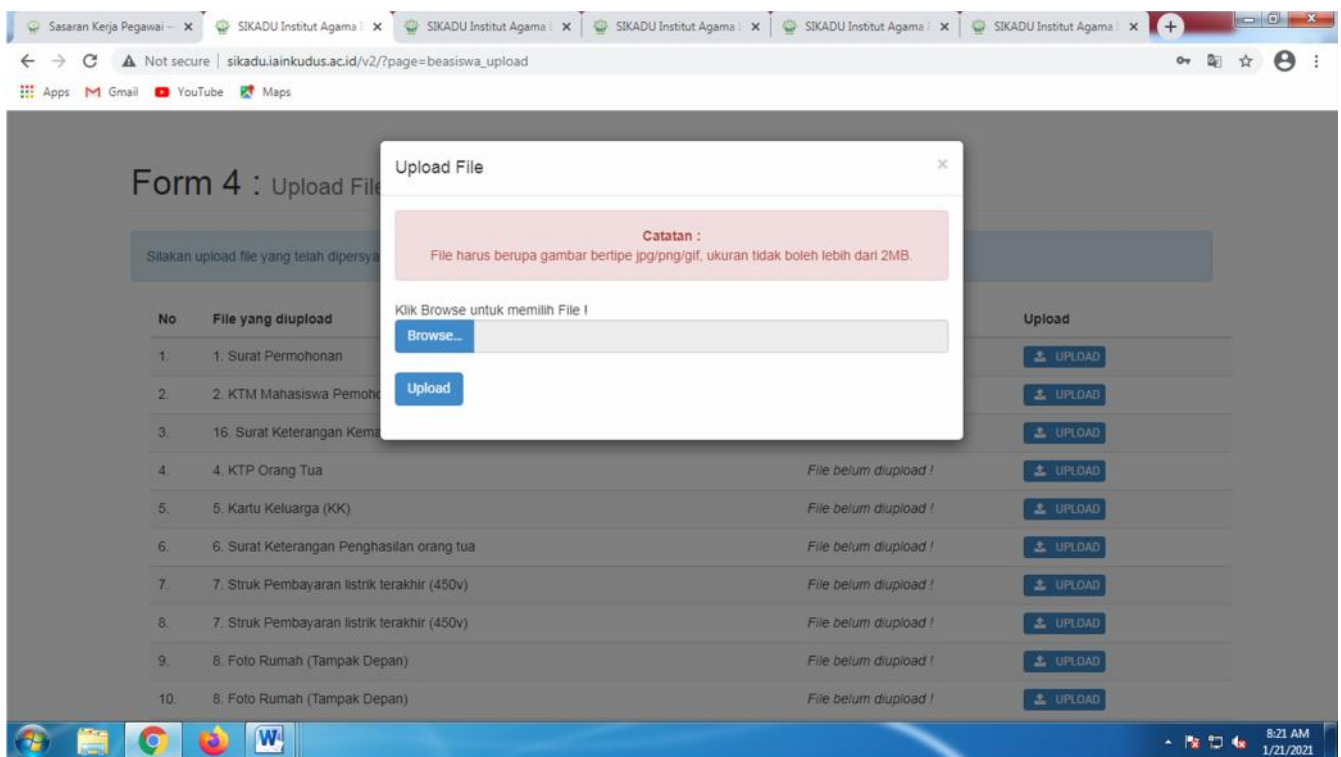 Sasaran Kerja Pegawai –
SIKADU Institut Agama I
SIKADU Institut Agama I
SIKADU Institut Agama I
SIKADU Institut Agama I
SIKADU Institut Agama I
Not secure | sikadu.iainkudus.ac.id/v2/?page=beasiswa_upload
Apps Gmail YouTube Maps
Upload File ×
Form 4 : Upload File
Catatan :
File harus berupa gambar bertipe jpg/png/gif, ukuran tidak boleh lebih dari 2MB.
Silakan upload file yang telah dipersya
Klik Browse untuk memilih File !
Browse...
Upload
No File yang diupload Upload
1. 1. Surat Permohonan UPLOAD
2. 2. KTM Mahasiswa Pemoho UPLOAD
3. 16. Surat Keterangan Kema UPLOAD
4. 4. KTP Orang Tua File belum diupload ! UPLOAD
5. 5. Kartu Keluarga (KK) File belum diupload ! UPLOAD
6. 6. Surat Keterangan Penghasilan orang tua File belum diupload ! UPLOAD
7. 7. Struk Pembayaran listrik terakhir (450v) File belum diupload ! UPLOAD
8. 7. Struk Pembayaran listrik terakhir (450v) File belum diupload ! UPLOAD
9. 8. Foto Rumah (Tampak Depan) File belum diupload ! UPLOAD
10. 8. Foto Rumah (Tampak Depan) File belum diupload ! UPLOAD
8:21 AM
1/21/2021